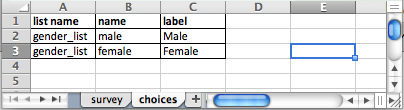 A B C D E
1 list name name label
2 gender_list male Male
3 gender_list female Female
4
5
survey choices +